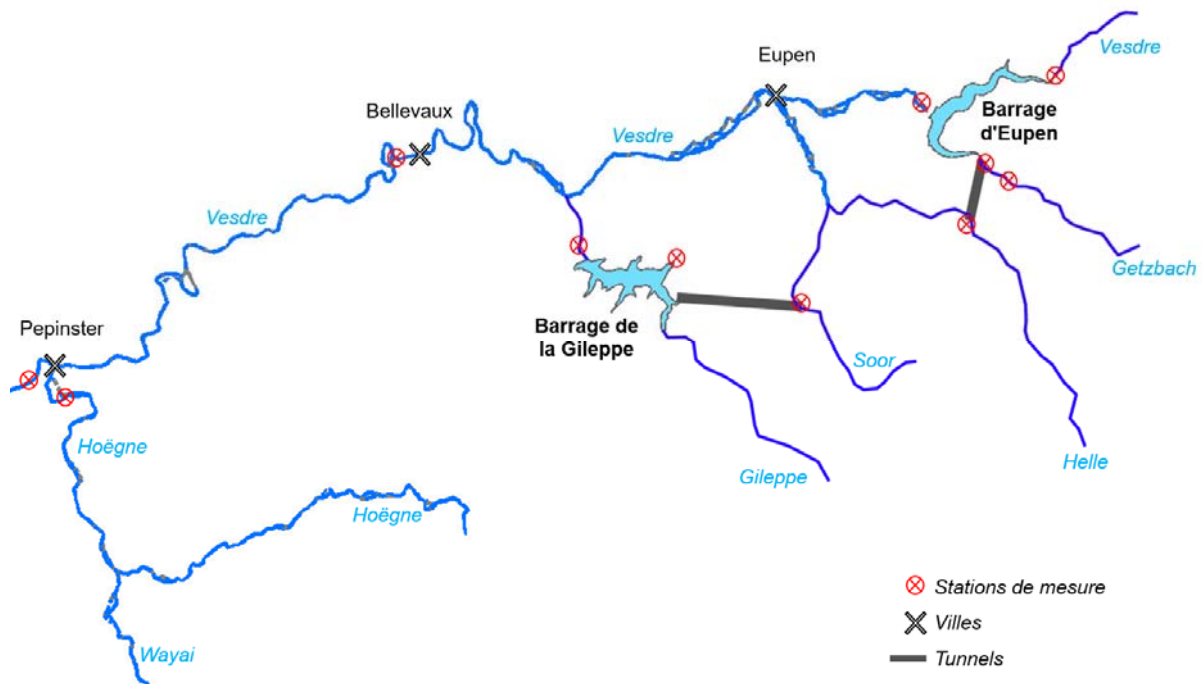 Vesdre
Eupen
Barrage
d'Eupen
Bellevaux
Vesdre
Vesdre
Getzbach
Pepinster
Barrage de
la Gileppe
Soor
Hoëgne
Gileppe
Helle
Hoëgne
Stations de mesure
Villes
Wayai
Tunnels